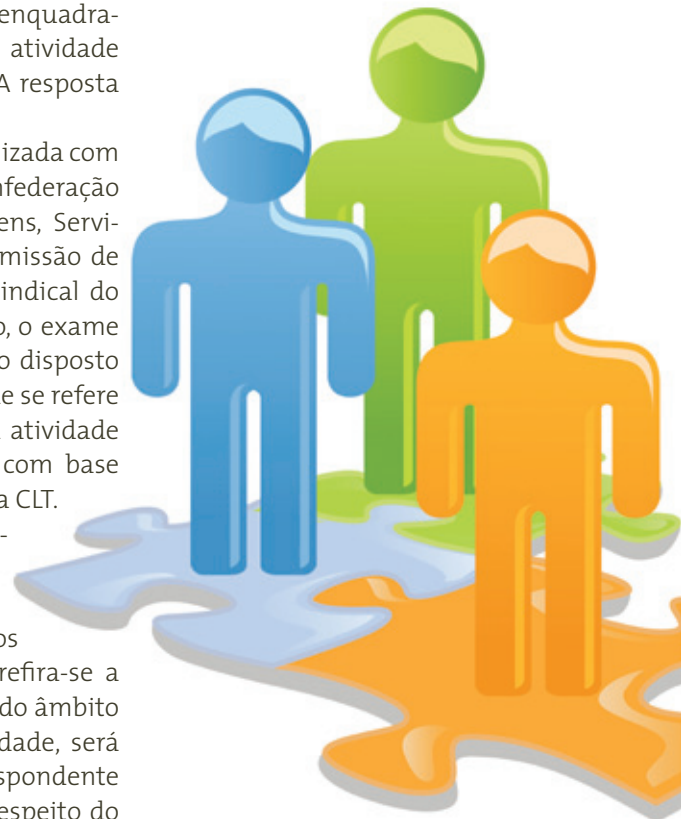 enquadra-
atividade
A resposta
izada com
nfederação
ens, Servi-
missão de
indical do
o, o exame
o disposto
e se refere
atividade
com base
a CLT.
-
os
refira-se a
do âmbito
dade, será
spondente
espeito do